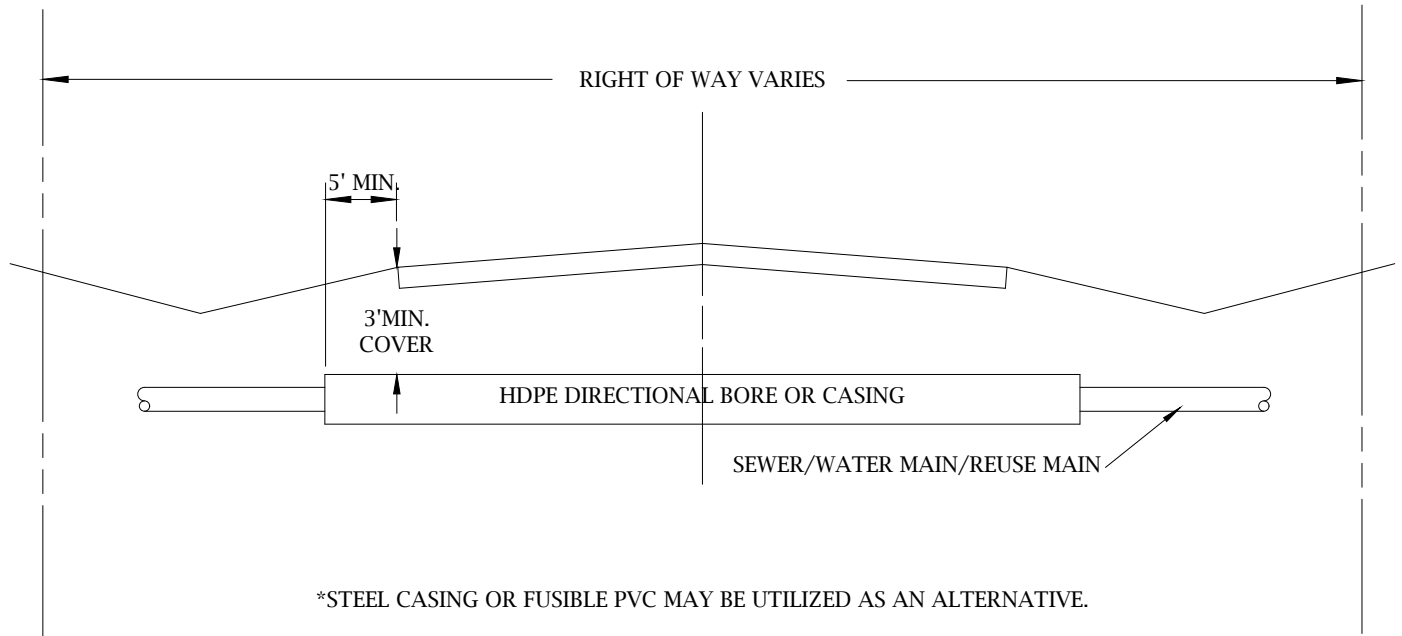 RIGHT OF WAY VARIES
5' MIN.
3'MIN.
COVER
HDPE DIRECTIONAL BORE OR CASING
SEWER/WATER MAIN/REUSE MAIN
*STEEL CASING OR FUSIBLE PVC MAY BE UTILIZED AS AN ALTERNATIVE.